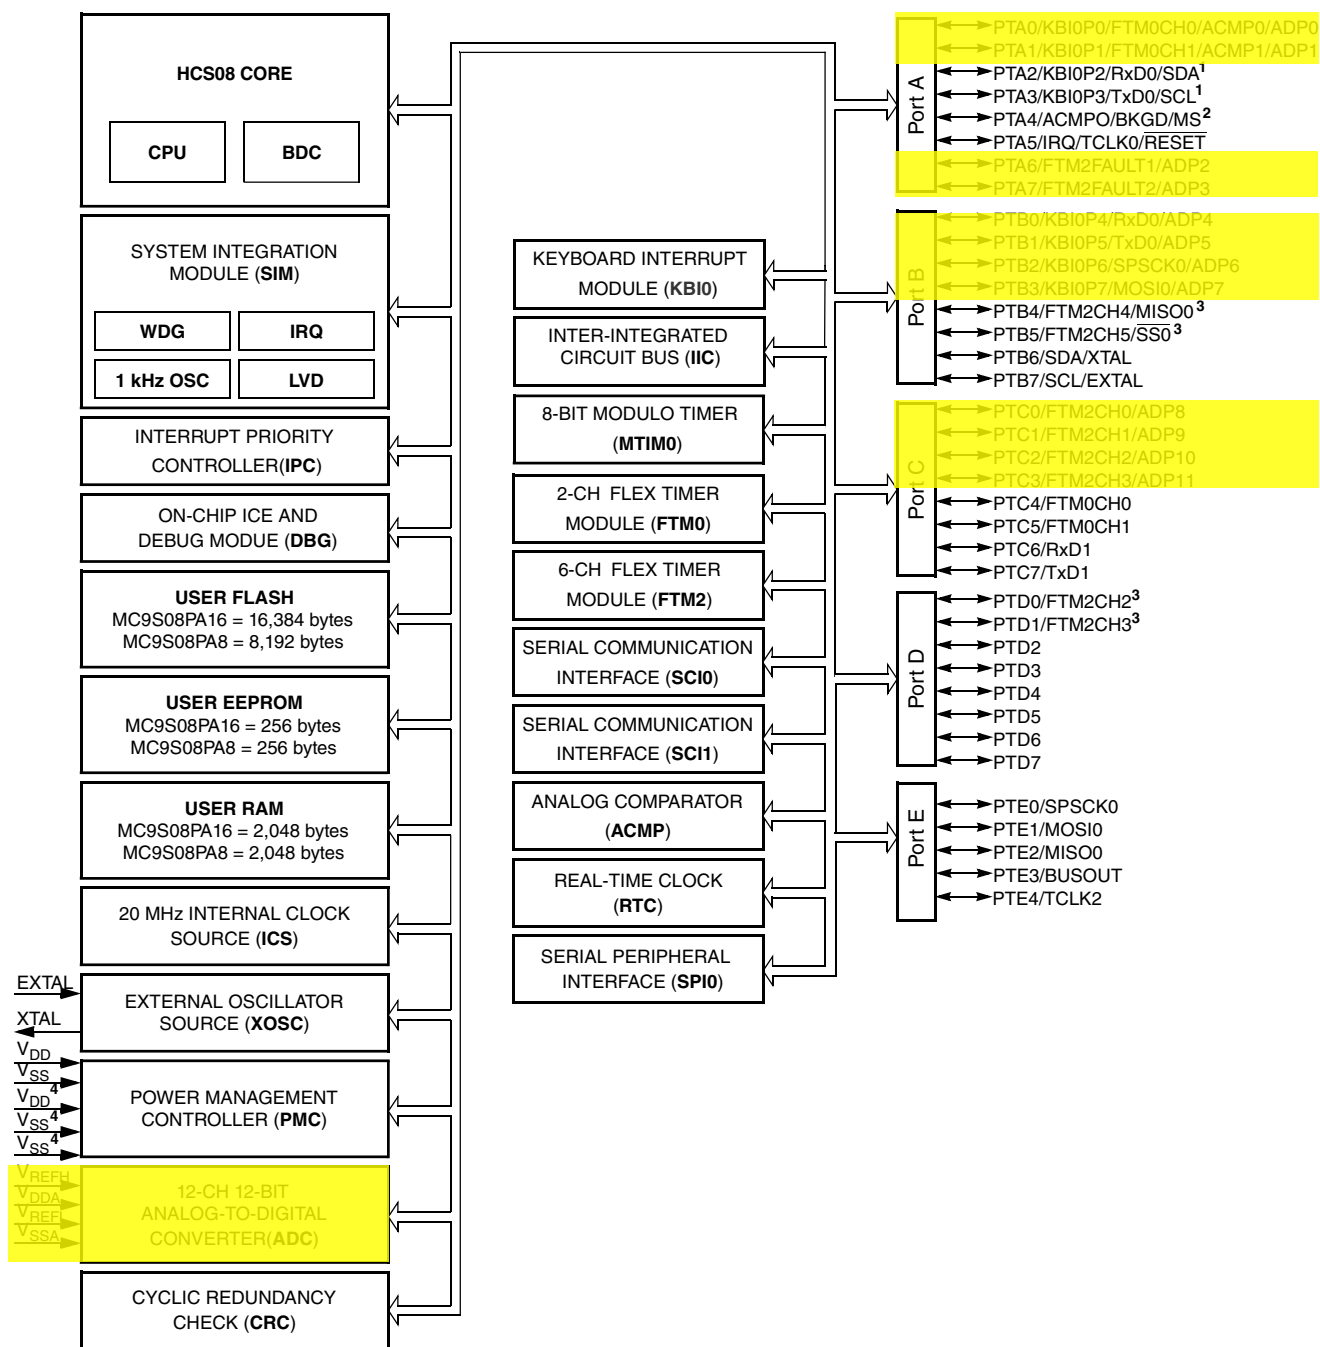 HCS08 CORE
CPU
BDC
SYSTEM INTEGRATION
MODULE (SIM)
WDG
IRQ
1 kHz OSC
LVD
INTERRUPT PRIORITY
CONTROLLER(IPC)
ON-CHIP ICE AND
DEBUG MODUE (DBG)
USER FLASH
MC9S08PA16 = 16,384 bytes
MC9S08PA8 = 8,192 bytes
USER EEPROM
MC9S08PA16 = 256 bytes
MC9S08PA8 = 256 bytes
USER RAM
MC9S08PA16 = 2,048 bytes
MC9S08PA8 = 2,048 bytes
20 MHz INTERNAL CLOCK
SOURCE (ICS)
EXTAL
XTAL
EXTERNAL OSCILLATOR
SOURCE (XOSC)
VDD
VSS
VDD4
VSS4
VSS4
POWER MANAGEMENT
CONTROLLER (PMC)
VREFH
VDDA
VREFL
VSSA
12-CH 12-BIT
ANALOG-TO-DIGITAL
CONVERTER(ADC)
CYCLIC REDUNDANCY
CHECK (CRC)
KEYBOARD INTERRUPT
MODULE (KBI0)
INTER-INTEGRATED
CIRCUIT BUS (IIC)
8-BIT MODULO TIMER
(MTIM0)
2-CH FLEX TIMER
MODULE (FTM0)
6-CH FLEX TIMER
MODULE (FTM2)
SERIAL COMMUNICATION
INTERFACE (SCI0)
SERIAL COMMUNICATION
INTERFACE (SCI1)
ANALOG COMPARATOR
(ACMP)
REAL-TIME CLOCK
(RTC)
SERIAL PERIPHERAL
INTERFACE (SPI0)
Port A
PTA0/KBI0P0/FTM0CH0/ACMP0/ADP0
PTA1/KBI0P1/FTM0CH1/ACMP1/ADP1
PTA2/KBI0P2/RxD0/SDA1
PTA3/KBI0P3/TxD0/SCL1
PTA4/ACMPO/BKGD/MS2
PTA5/IRQ/TCLK0/RESET
PTA6/FTM2FAULT1/ADP2
PTA7/FTM2FAULT2/ADP3
Port B
PTB0/KBI0P4/RxD0/ADP4
PTB1/KBI0P5/TxD0/ADP5
PTB2/KBI0P6/SPSCK0/ADP6
PTB3/KBI0P7/MOSI0/ADP7
PTB4/FTM2CH4/MISO0 3
PTB5/FTM2CH5/SS0 3
PTB6/SDA/XTAL
PTB7/SCL/EXTAL
Port C
PTC0/FTM2CH0/ADP8
PTC1/FTM2CH1/ADP9
PTC2/FTM2CH2/ADP10
PTC3/FTM2CH3/ADP11
PTC4/FTM0CH0
PTC5/FTM0CH1
PTC6/RxD1
PTC7/TxD1
Port D
PTD0/FTM2CH2 3
PTD1/FTM2CH3 3
PTD2
PTD3
PTD4
PTD5
PTD6
PTD7
Port E
PTE0/SPSCK0
PTE1/MOSI0
PTE2/MISO0
PTE3/BUSOUT
PTE4/TCLK2